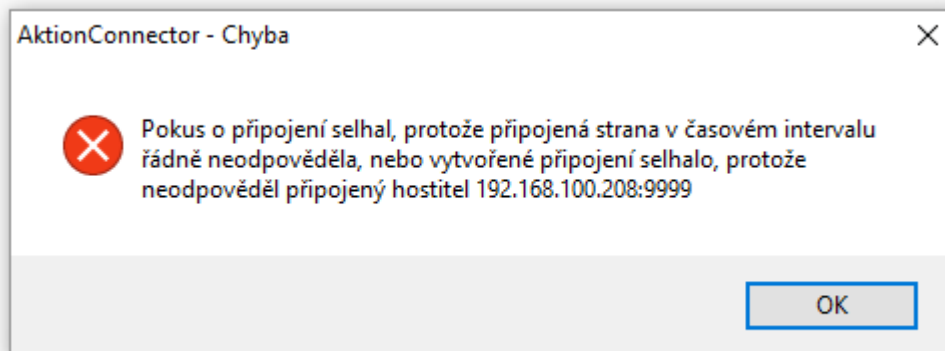 AktionConnector - Chyba
Pokus o připojení selhal, protože připojená strana v časovém intervalu
řádně neodpověděla, nebo vytvořené připojení selhalo, protože
neodpověděl připojený hostitel 192.168.100.208:9999
OK